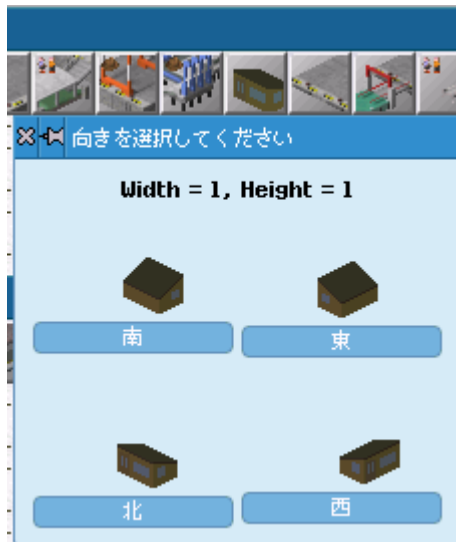 向きを選択してください
Width = 1, Height = 1
南
東
北
西